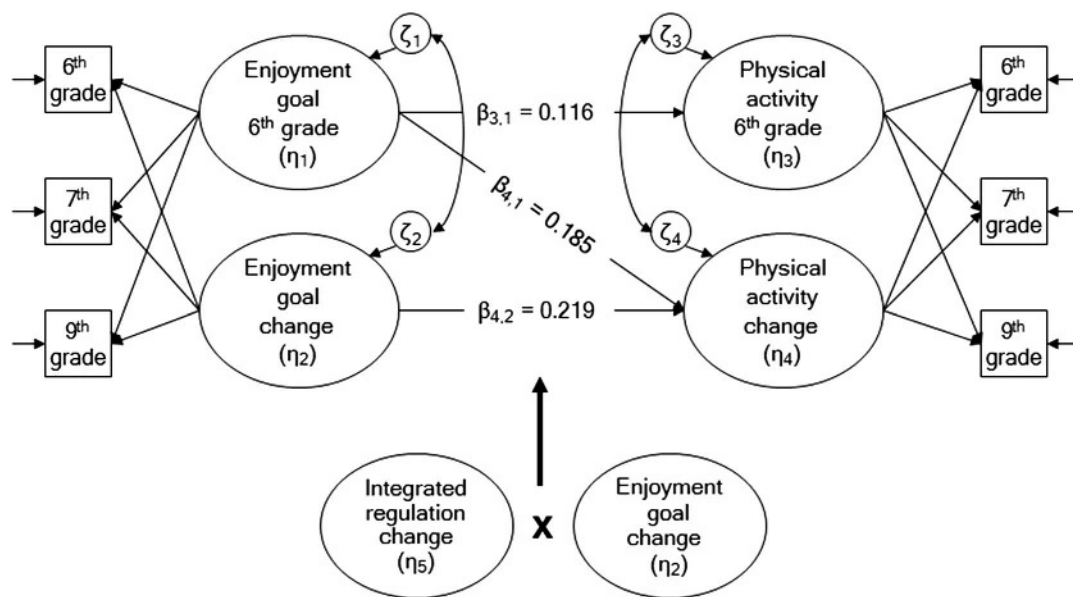 6th
grade
7th
grade
9th
grade
Enjoyment
goal
6th grade
(η1)
ζ1
Enjoyment
goal
change
(η2)
ζ2
β3,1 = 0.116
β4,1 = 0.185
β4,2 = 0.219
ζ3
Physical
activity
6th grade
(η3)
ζ4
Physical
activity
change
(η4)
6th
grade
7th
grade
9th
grade
Integrated
regulation
change
(η5)
X
Enjoyment
goal
change
(η2)